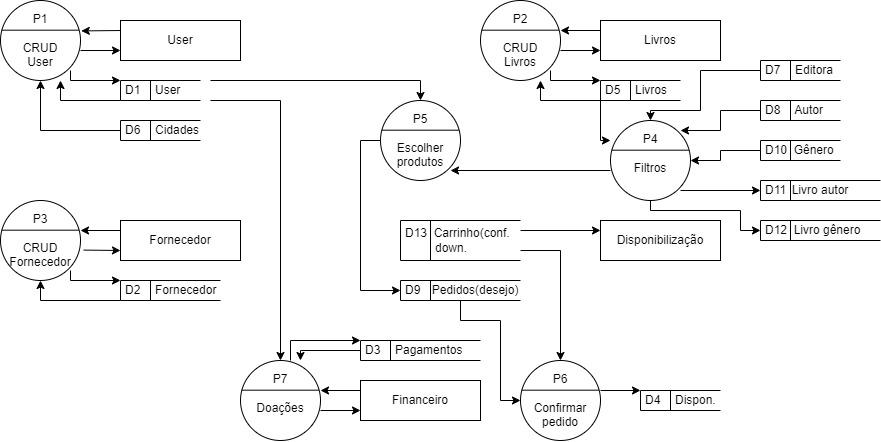 P1
CRUD
User
User
D1 User
D6 Cidades
P2
CRUD
Livros
Livros
D5 Livros
D7 Editora
D8 Autor
D10 Gênero
D11 Livro autor
D12 Livro gênero
P4
Filtros
P5
Escolher
produtos
P3
CRUD
Fornecedor
Fornecedor
D2 Fornecedor
D13 Carrinho(conf.
down.
Disponibilização
D9 Pedidos(desejo)
D3 Pagamentos
P7
Doações
Financeiro
P6
Confirmar
pedido
D4 Dispon.